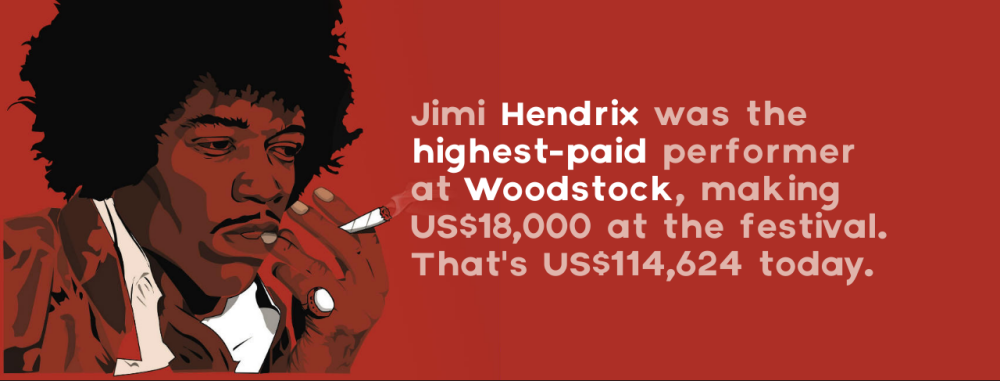 Jimi Hendrix was the
highest-paid performer
at Woodstock, making
US$18,000 at the festival.
That's US$114,624 today.